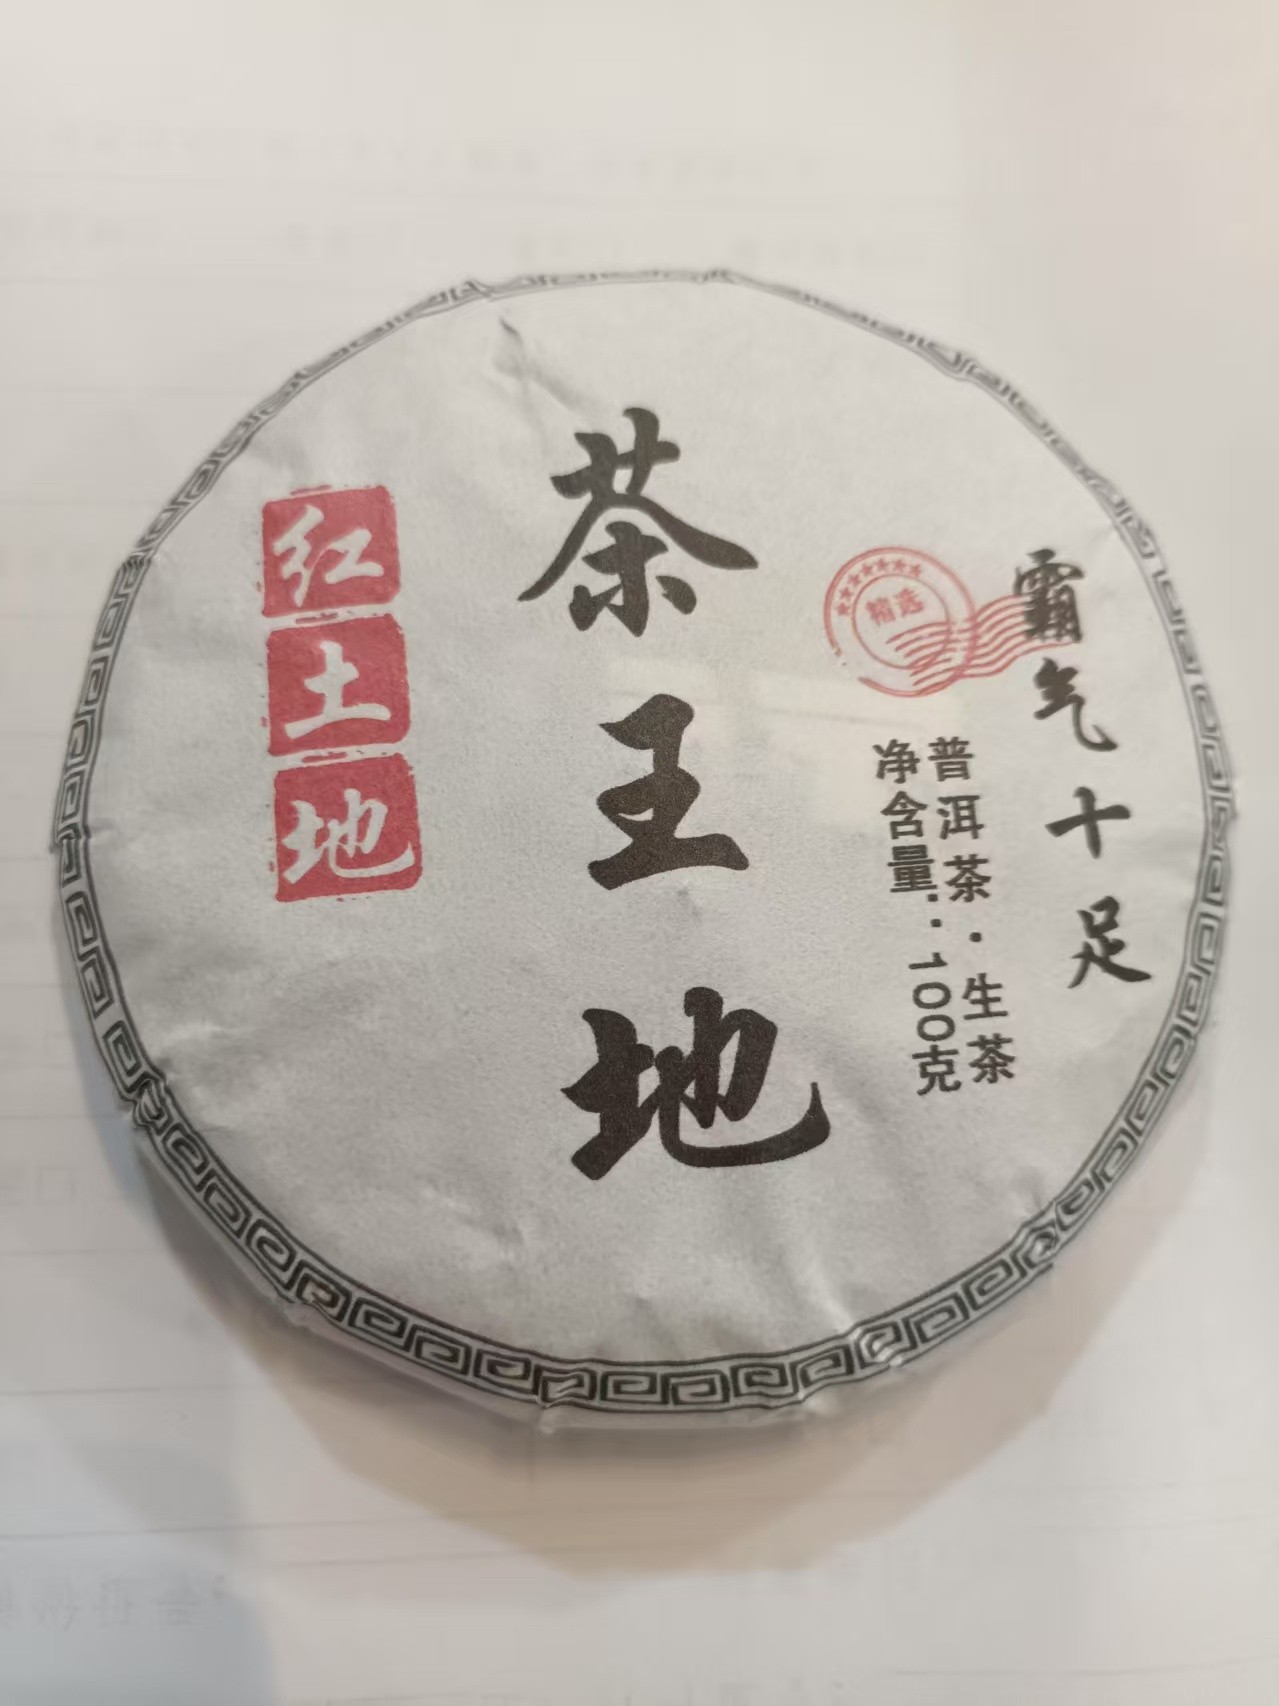 霸气十足
精选
普洱茶·生茶
净含量:100克
茶王地
红土地